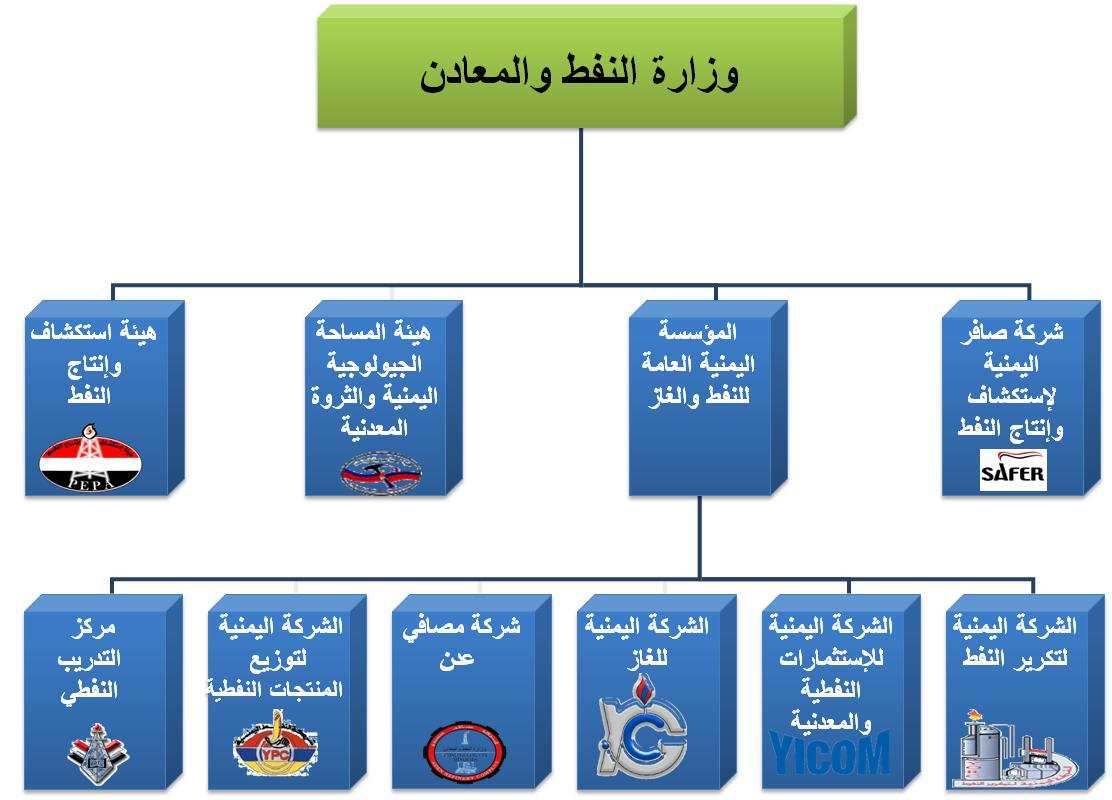 وزارة النفط والمعادن
شركة صافر
اليمنية
لإستكشاف
وإنتاج النفط
SAFER
المؤسسة
اليمنية العامة
للنفط والغاز
هيئة المساحة
الجيولوجية
اليمنية والثروة
المعدنية
هيئة استكشاف
وإنتاج
النفط
PEPA
الشركة اليمنية
لتكرير النفط
الشركة اليمنية
للإستثمارات
النفطية
والمعدنية
YICOM
الشركة اليمنية
للغاز
شركة مصافي
عدن
الشركة اليمنية
لتوزيع
المنتجات النفطية
YPC
مركز
التدريب
النفطي